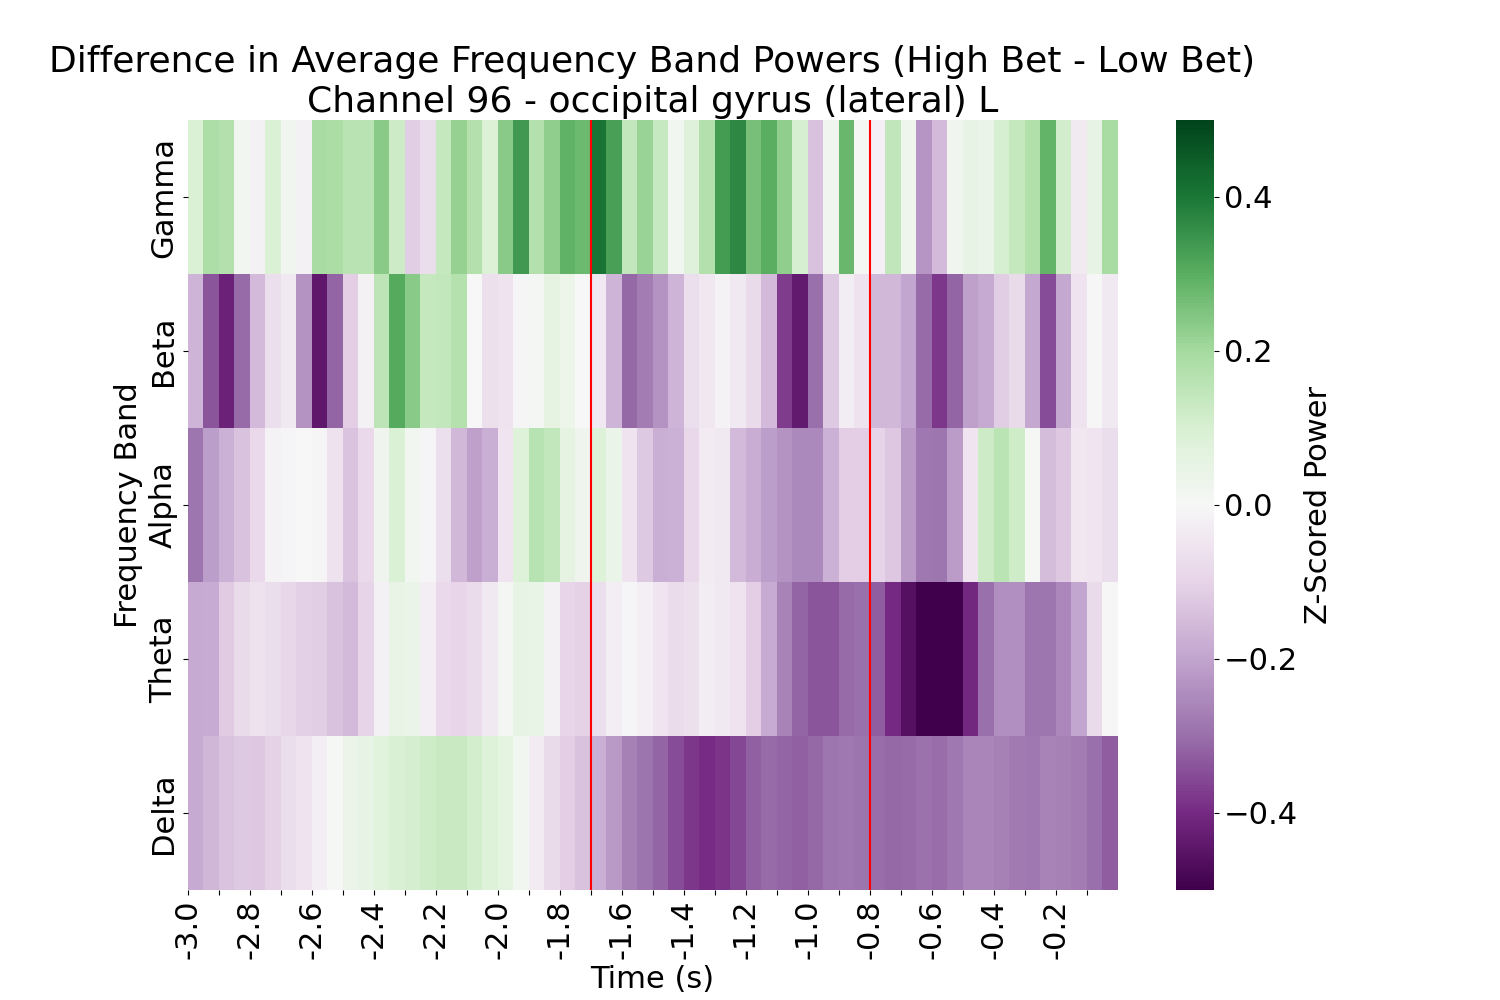 Difference in Average Frequency Band Powers (High Bet - Low Bet)
Channel 96 - occipital gyrus (lateral) L
Frequency Band
Gamma
Beta
Alpha
Theta
Delta
-3.0
-2.8
-2.6
-2.4
-2.2
-2.0
-1.8
-1.6
-1.4
-1.2
-1.0
-0.8
-0.6
-0.4
-0.2
Time (s)
0.4
0.2
0.0
−0.2
−0.4
Z-Scored Power